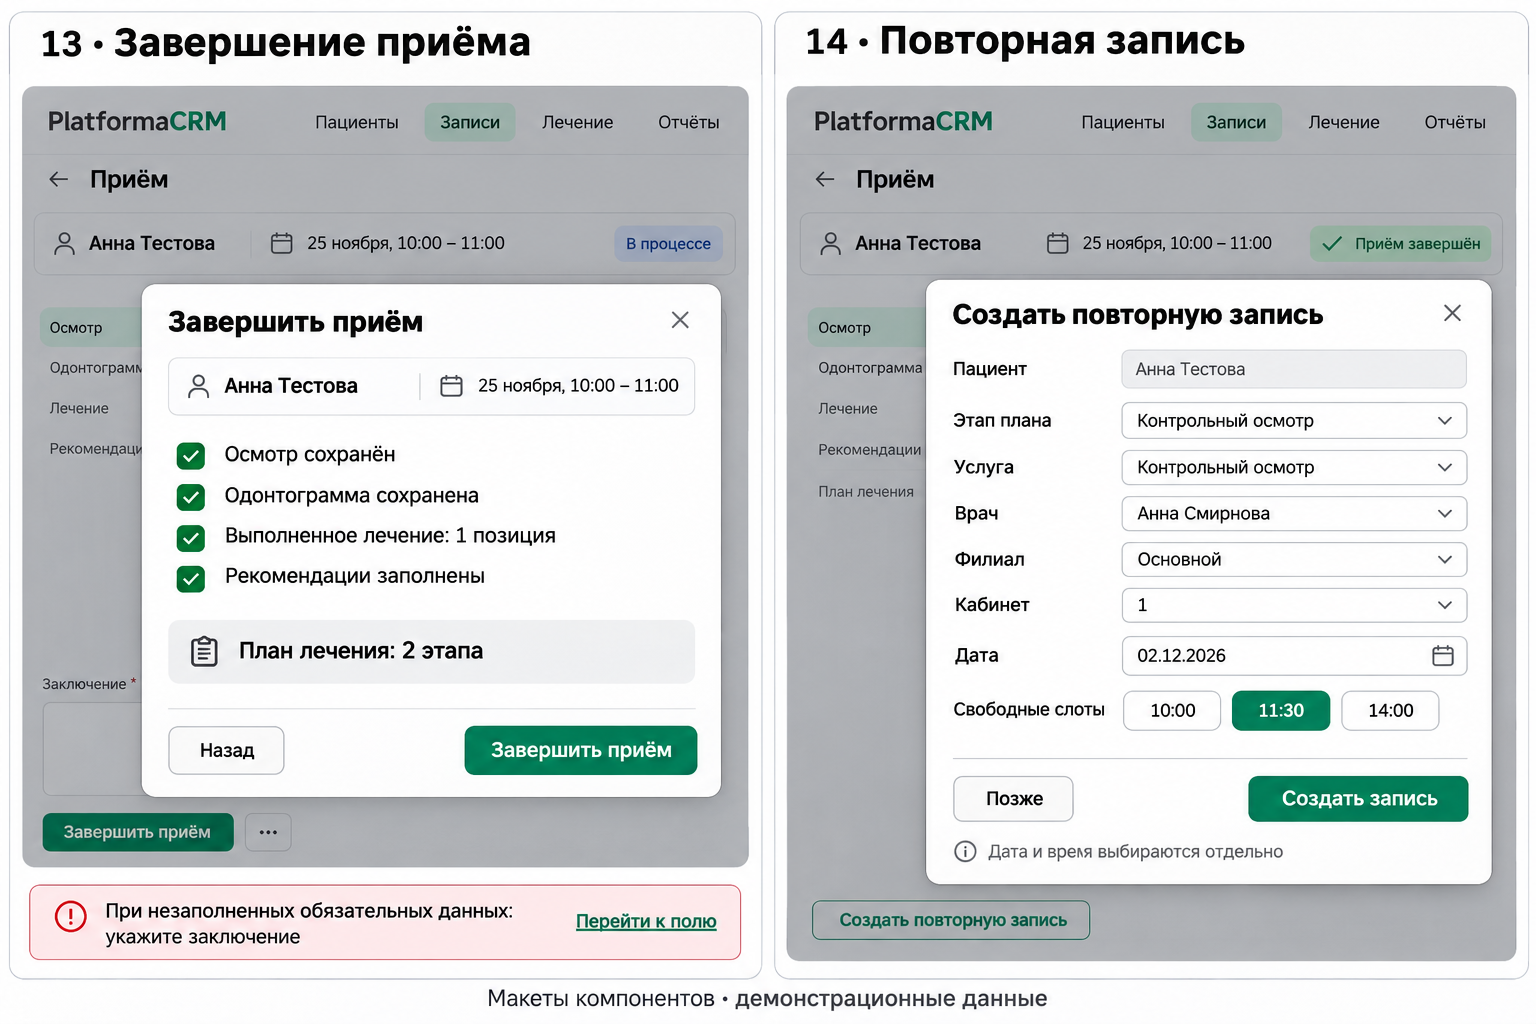 13 • Завершение приёма
PlatformaCRM
Пациенты
Записи
Лечение
Отчёты
← Приём
Анна Тестова
25 ноября, 10:00 – 11:00
В процессе
Осмотр
Одонтограмм
Лечение
Рекомендаци
Завершить приём
Анна Тестова
25 ноября, 10:00 – 11:00
Осмотр сохранён
Одонтограмма сохранена
Выполненное лечение: 1 позиция
Рекомендации заполнены
План лечения: 2 этапа
Назад
Завершить приём
Заключение *
Завершить приём
•••
При незаполненных обязательных данных:
укажите заключение
Перейти к полю
14 • Повторная запись
PlatformaCRM
Пациенты
Записи
Лечение
Отчёты
← Приём
Анна Тестова
25 ноября, 10:00 – 11:00
Приём завершён
Осмотр
Одонтограмма
Лечение
Рекомендации
План лечения
Создать повторную запись
Пациент
Анна Тестова
Этап плана
Контрольный осмотр
Услуга
Контрольный осмотр
Врач
Анна Смирнова
Филиал
Основной
Кабинет
1
Дата
02.12.2026
Свободные слоты
10:00
11:30
14:00
Позже
Создать запись
Дата и время выбираются отдельно
Создать повторную запись
Макеты компонентов • демонстрационные данные